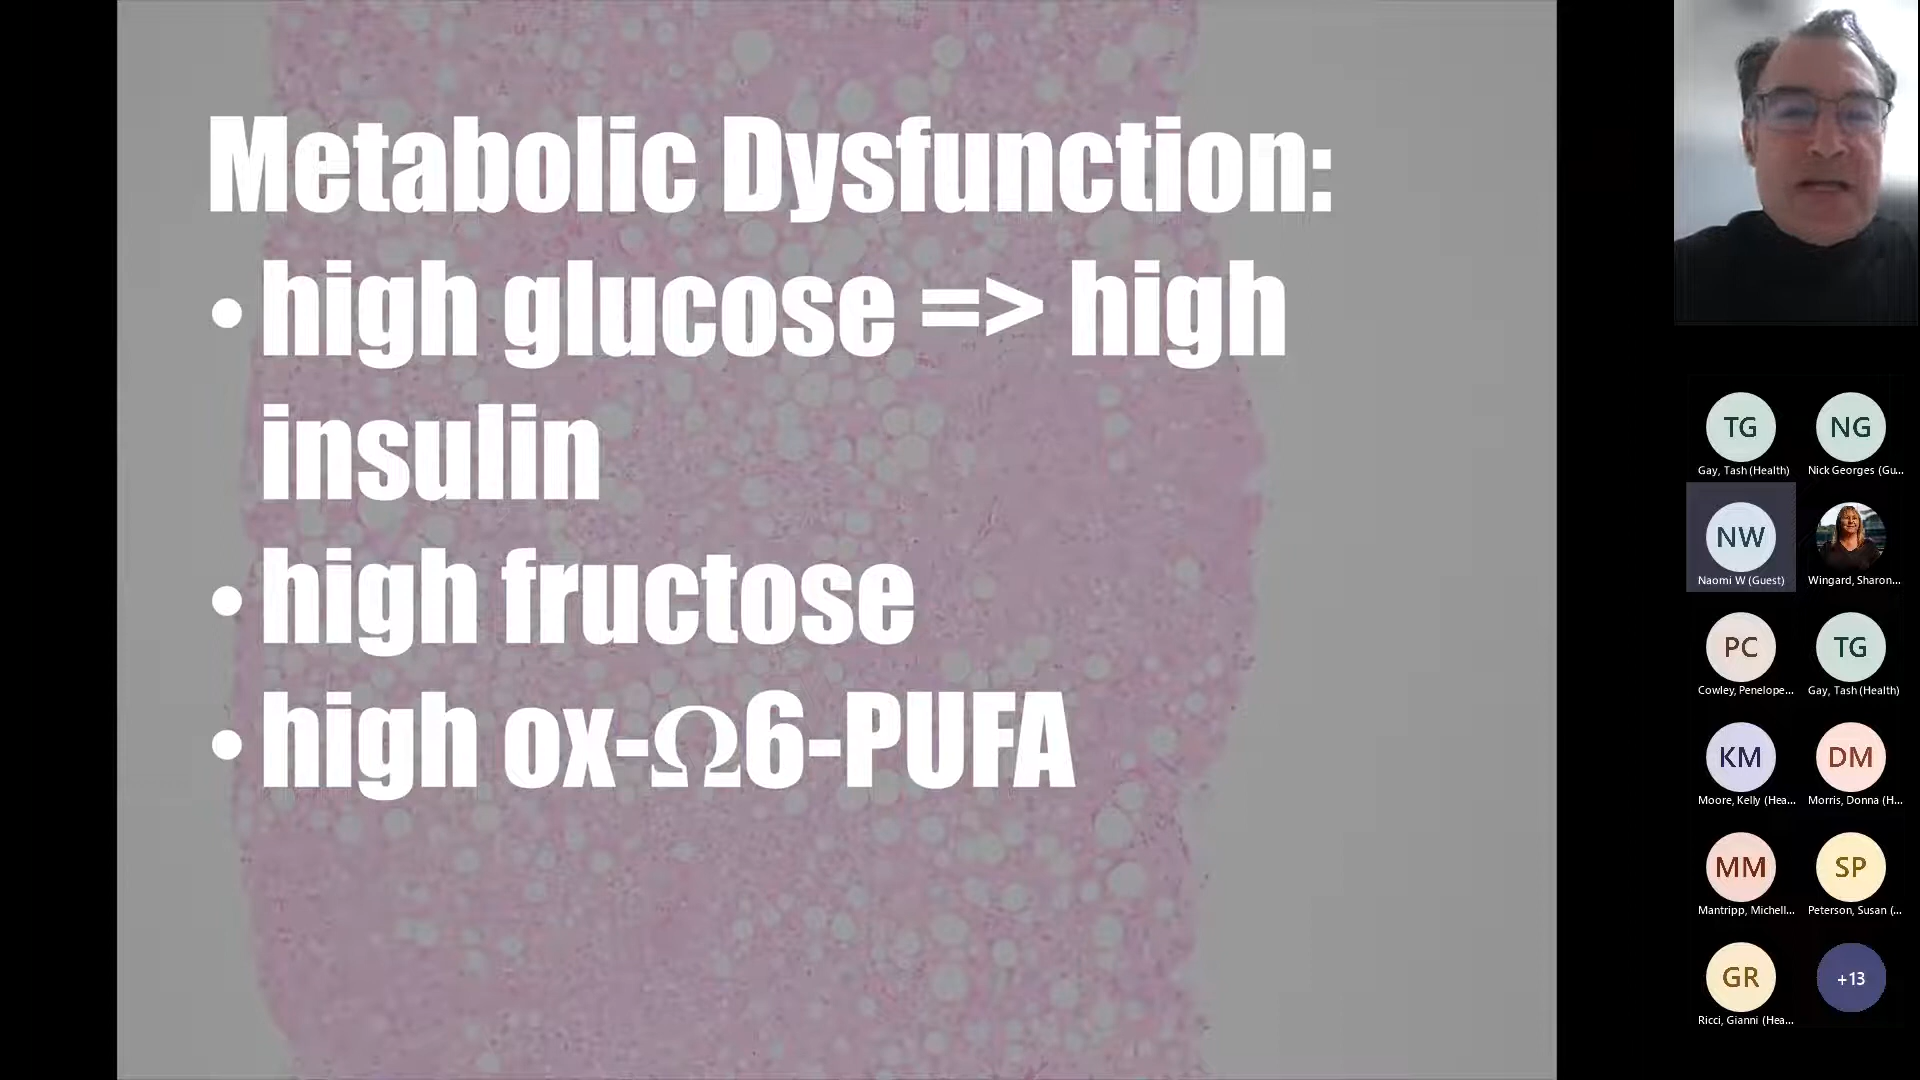 Metabolic Dysfunction:
• high glucose => high
insulin
• high fructose
• high ox-Ω6-PUFA
TG
NG
Gay, Tash (Health)
Nick Georges (Gu...
NW
Naomi W (Guest)
Wingard, Sharon...
PC
TG
Cowley, Penelope...
Gay, Tash (Health)
KM
DM
Moore, Kelly (Hea...
Morris, Donna (H...
MM
SP
Mantripp, Michell...
Peterson, Susan (...
GR
+13
Ricci, Gianni (Hea...